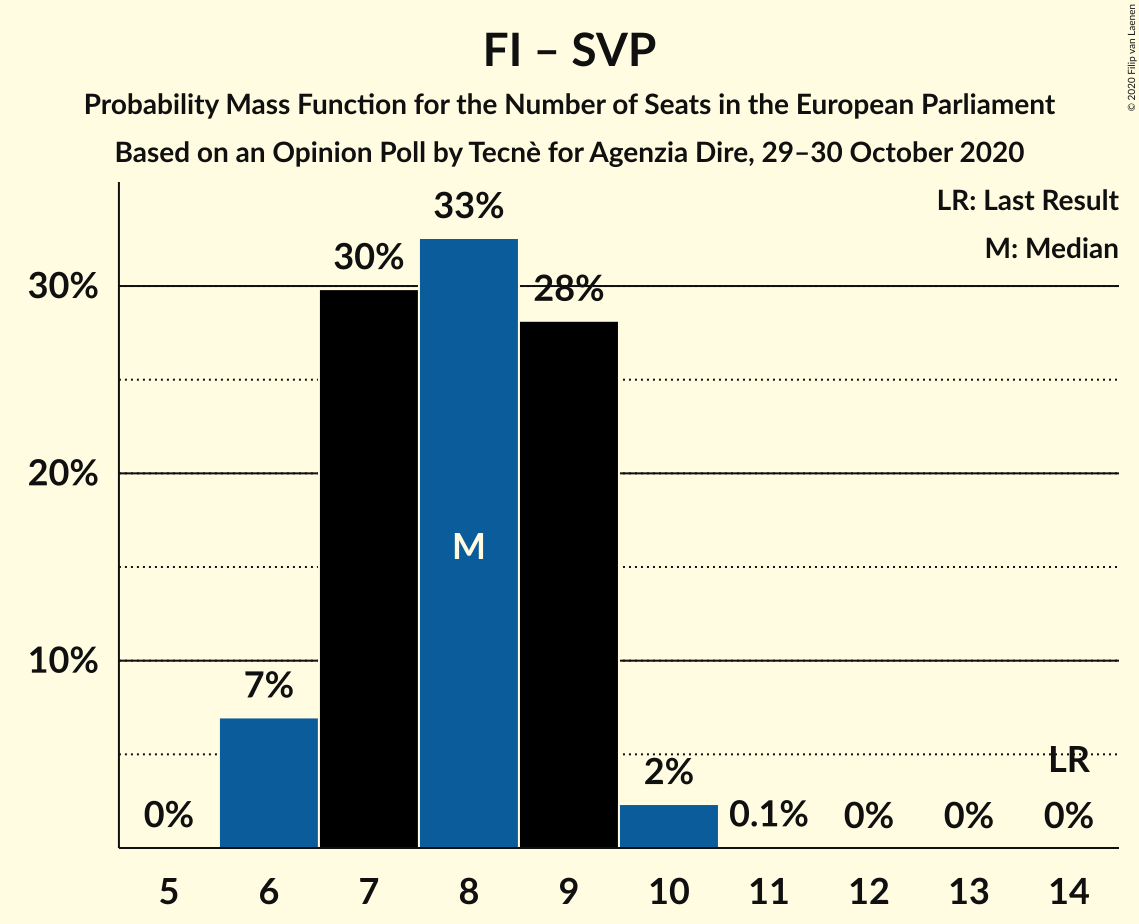 FI – SVP
Probability Mass Function for the Number of Seats in the European Parliament
Based on an Opinion Poll by Tecnè for Agenzia Dire, 29–30 October 2020
© 2020 Filip van Laenen
LR: Last Result
M: Median
30%
20%
10%
0%
7%
30%
33%
28%
2%
0.1%
0%
0%
0%
M
LR
5 6 7 8 9 10 11 12 13 14